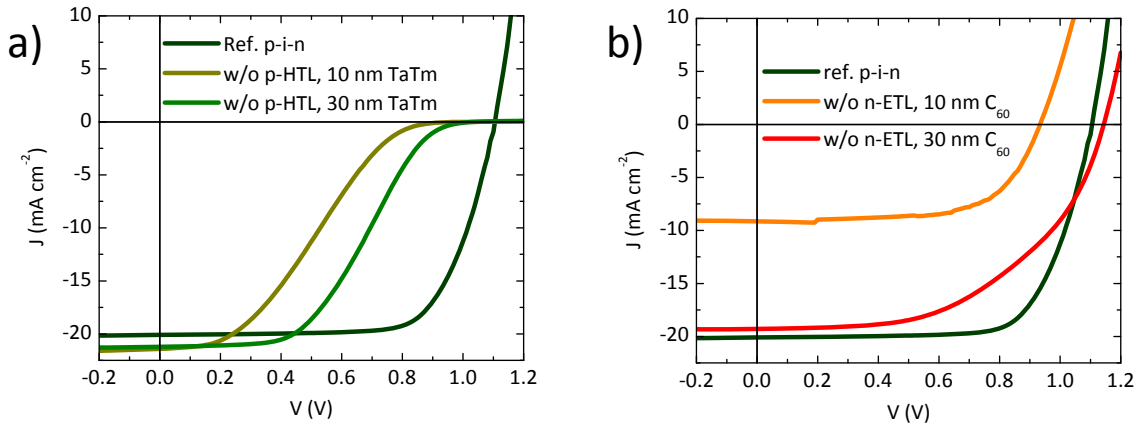 a)
Ref. p-i-n
w/o p-HTL, 10 nm TaTm
w/o p-HTL, 30 nm TaTm
10
5
0
-5
-10
-15
-20
J (mA cm-2)
-0.2 0.0 0.2 0.4 0.6 0.8 1.0 1.2
V (V)
b)
ref. p-i-n
w/o n-ETL, 10 nm C60
w/o n-ETL, 30 nm C60
10
5
0
-5
-10
-15
-20
J (mA cm-2)
-0.2 0.0 0.2 0.4 0.6 0.8 1.0 1.2
V (V)